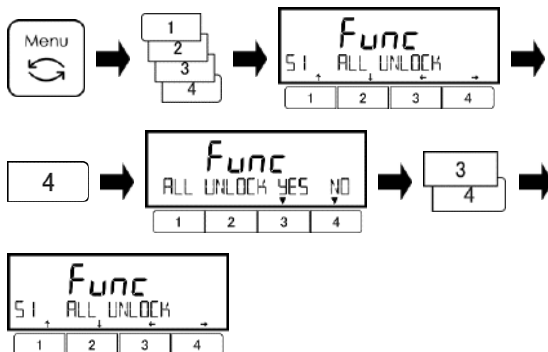 Menu
1
2
3
4
Func
51 ALL UNLOCK
↑ ↓ ← →
1 2 3 4
4
Func
ALL UNLOCK YES NO
▼ ▼
1 2 3 4
3
4
Func
51 ALL UNLOCK
↑ ↓ ← →
1 2 3 4